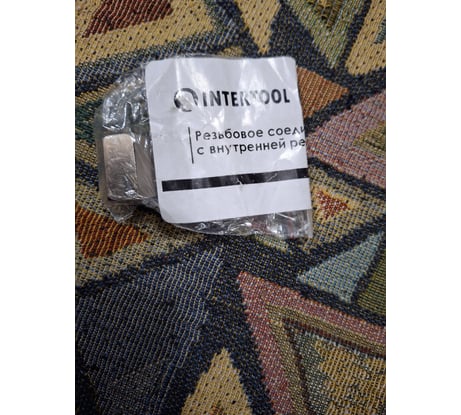 INTERTOOL
Резьбовое соеди
с внутренней ре